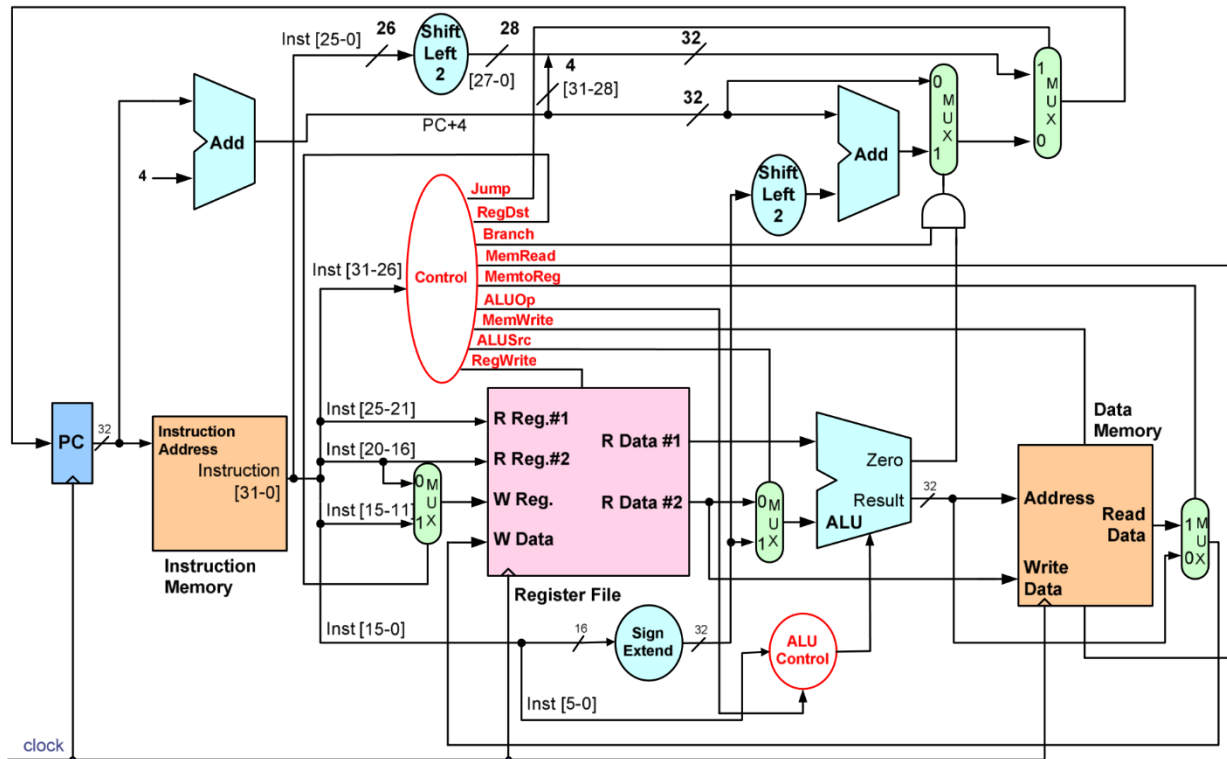 Inst [25-0]
26
Shift
Left
2
28
[27-0]
4
[31-28]
32
1
M
U
X
0
Add
4
PC+4
32
0
M
U
X
1
Add
Shift
Left
2
Jump
RegDst
Branch
MemRead
MemtoReg
ALUOp
MemWrite
ALUSrc
RegWrite
Inst [31-26]
Control
PC
32
Instruction
Address
Instruction
[31-0]
Instruction
Memory
Inst [25-21]
Inst [20-16]
Inst [15-11]
0
M
U
X
1
R Reg.#1
R Reg.#2
W Reg.
W Data
R Data #1
R Data #2
Register File
0
M
U
X
1
Zero
Result
ALU
32
Data
Memory
Address
Read
Data
Write
Data
1
M
U
X
0
Inst [15-0]
16
Sign
Extend
32
ALU
Control
Inst [5-0]
clock